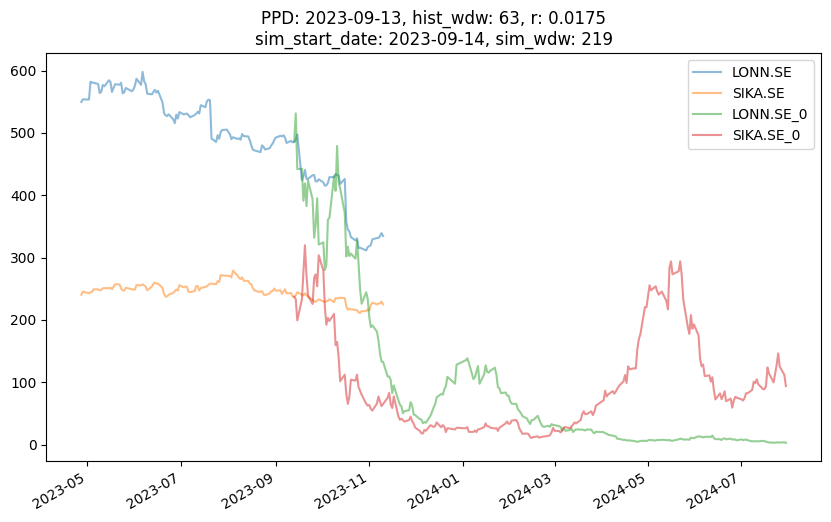 PPD: 2023-09-13, hist_wdw: 63, r: 0.0175
sim_start_date: 2023-09-14, sim_wdw: 219
LONN.SE
SIKA.SE
LONN.SE_0
SIKA.SE_0
600
500
400
300
200
100
0
2023-05
2023-07
2023-09
2023-11
2024-01
2024-03
2024-05
2024-07